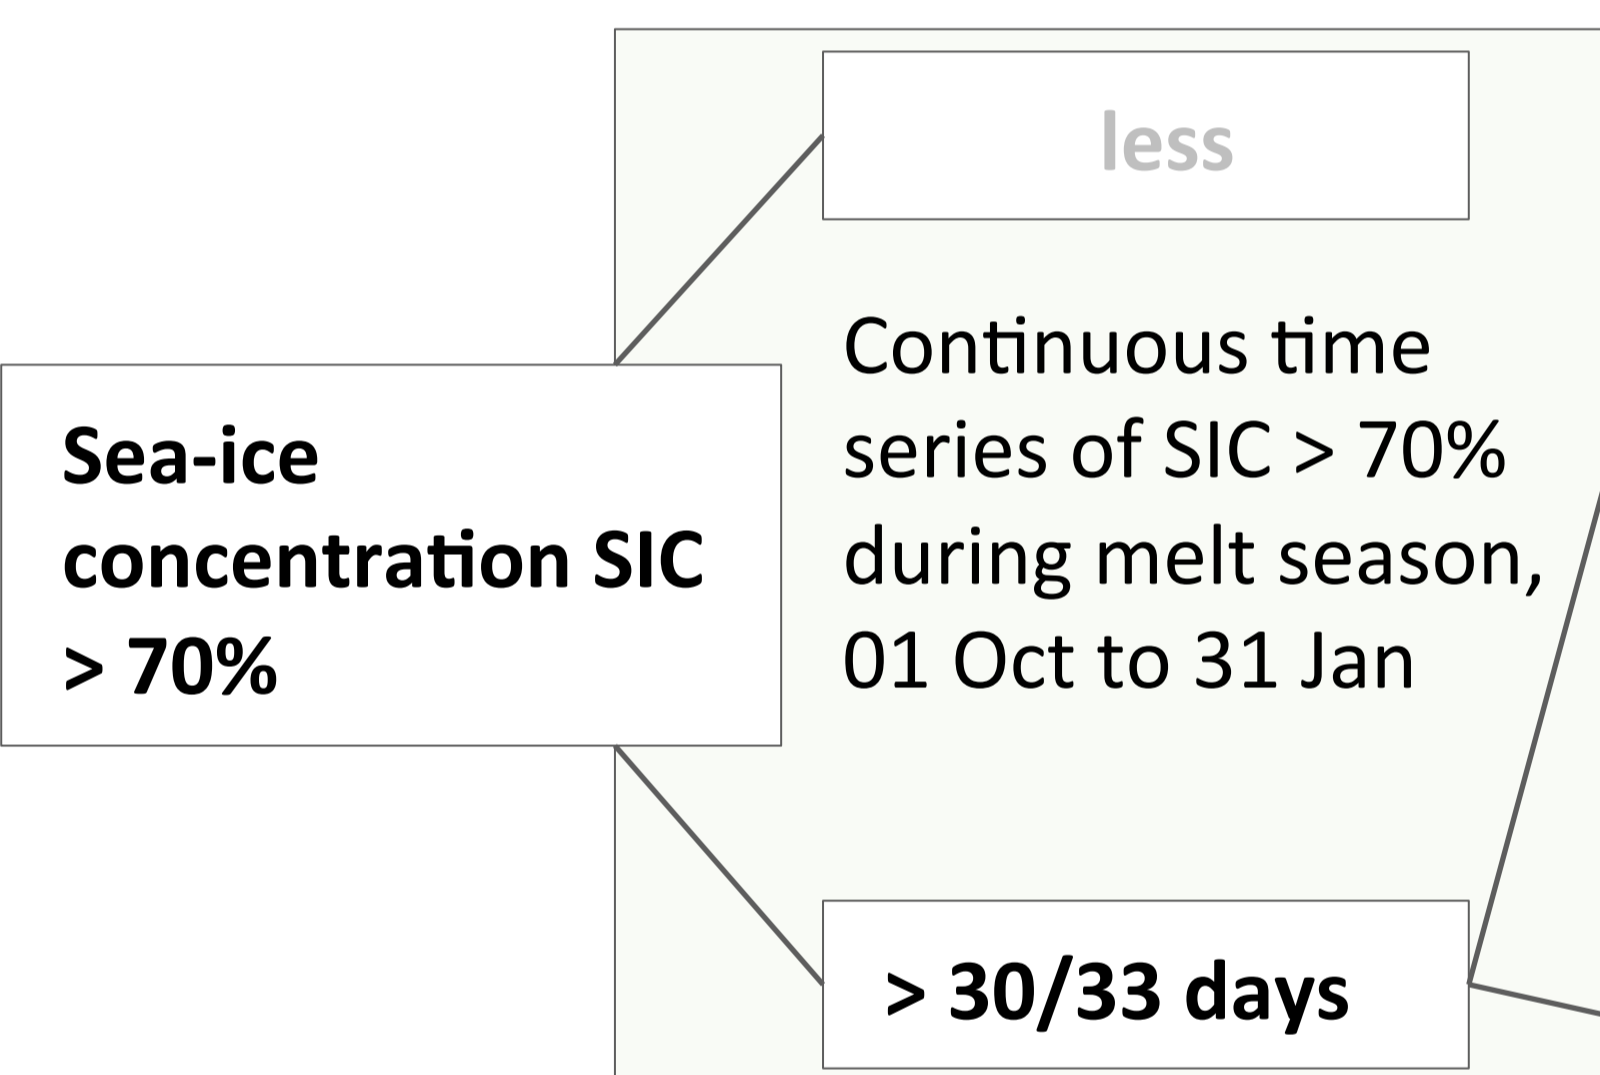 less
Sea-ice
concentration SIC
> 70%
Continuous time
series of SIC > 70%
during melt season,
01 Oct to 31 Jan
> 30/33 days